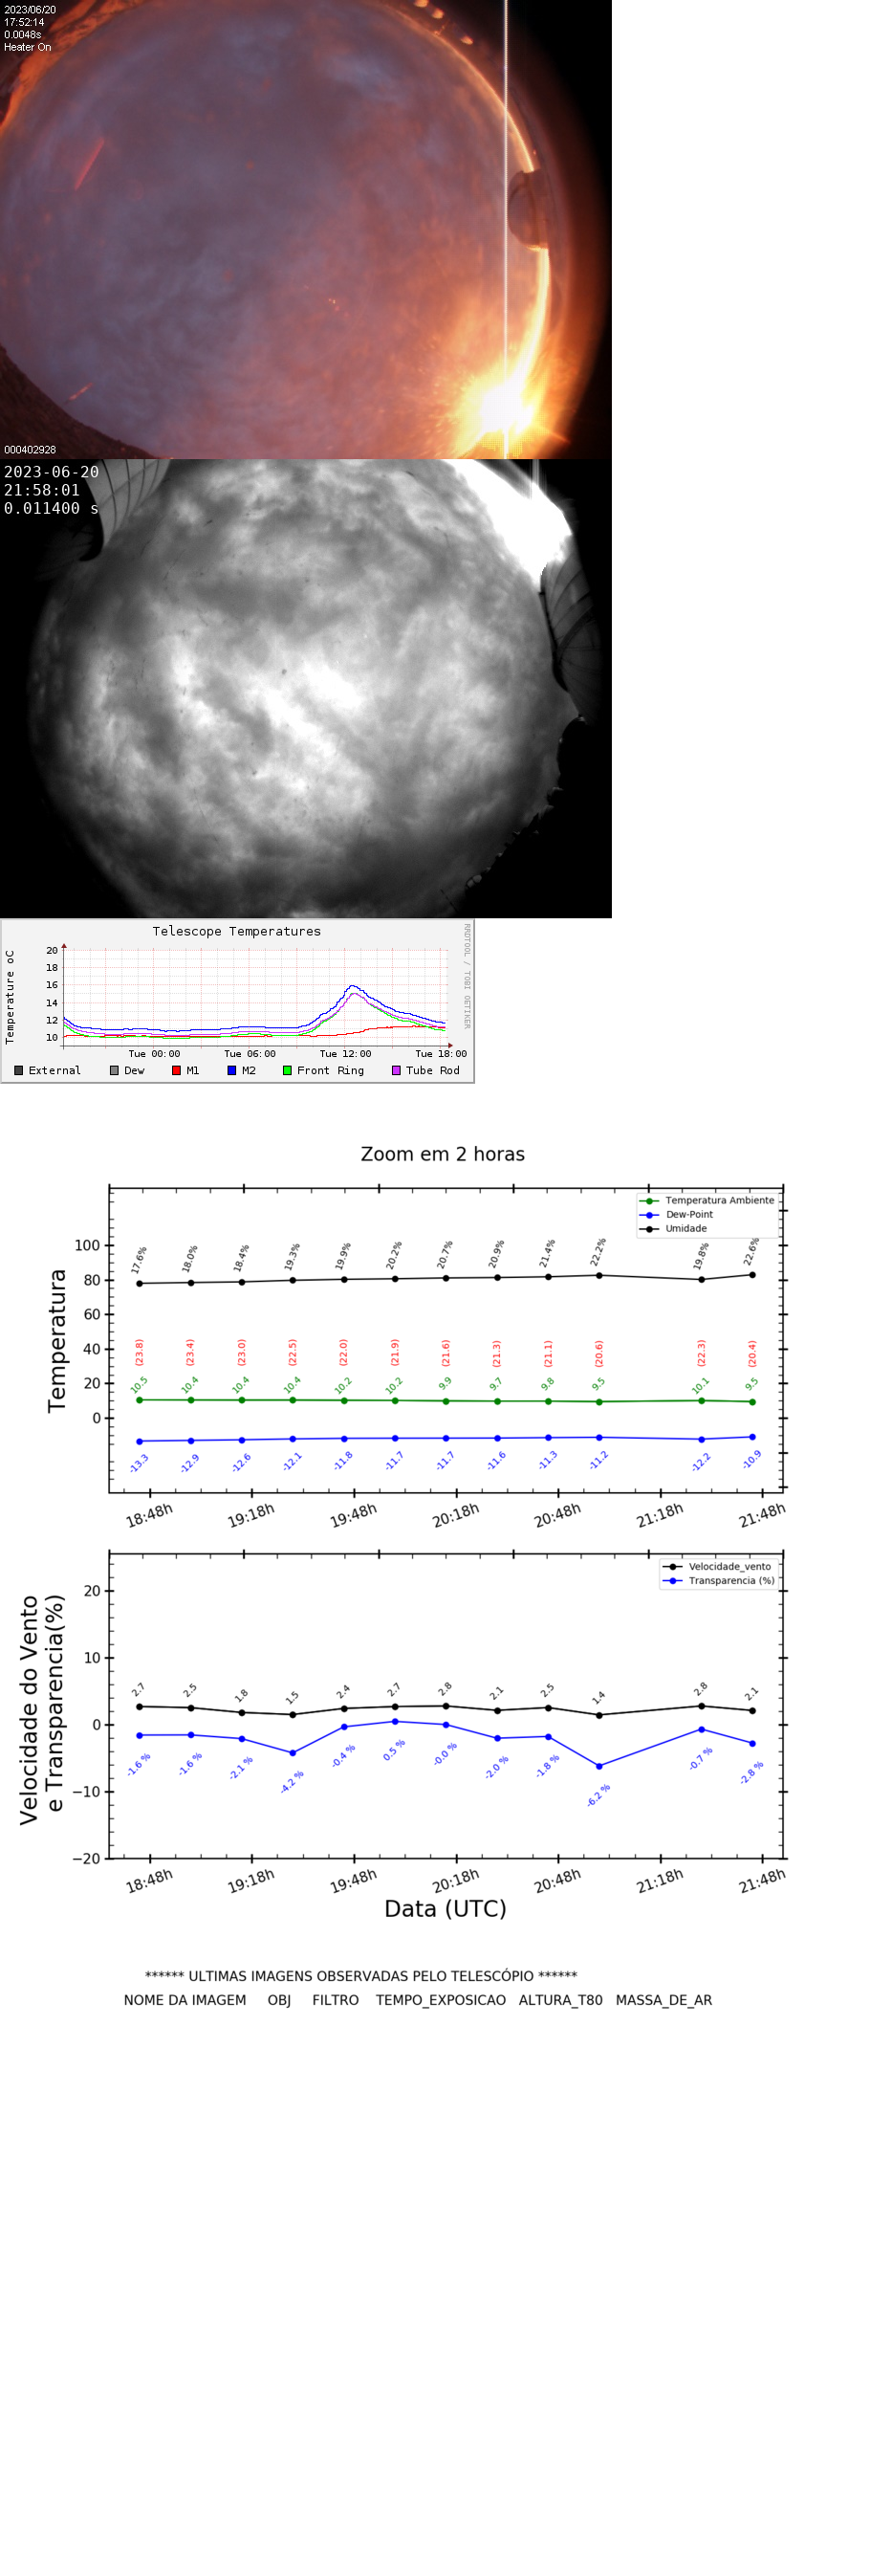 2023/06/20
17:52:14
0.0048s
Heater On
000402928
2023-06-20
21:58:01
0.011400 s
Telescope Temperatures
RRDTOOL / TOBI OETIKER
Temperature oC
20
18
16
14
12
10
Tue 00:00 Tue 06:00 Tue 12:00 Tue 18:00
External Dew M1 M2 Front Ring Tube Rod
Zoom em 2 horas
Temperatura Ambiente
Dew-Point
Umidade
Temperatura
100
80
60
40
20
0
17.6% 18.0% 18.4% 19.3% 19.9% 20.2% 20.7% 20.9% 21.4% 22.2% 19.8% 22.6%
(23.8) (23.4) (23.0) (22.5) (22.0) (21.9) (21.6) (21.3) (21.1) (20.6) (22.3) (20.4)
10.5 10.4 10.4 10.4 10.2 10.2 9.9 9.7 9.8 9.5 10.1 9.5
-13.3 -12.9 -12.6 -12.1 -11.8 -11.7 -11.7 -11.6 -11.3 -11.2 -12.2 -10.9
18:48h 19:18h 19:48h 20:18h 20:48h 21:18h 21:48h
Velocidade_vento
Transparencia (%)
Velocidade do Vento
e Transparencia(%)
20
10
0
−10
−20
2.7 2.5 1.8 1.5 2.4 2.7 2.8 2.1 2.5 1.4 2.8 2.1
-1.6 % -1.6 % -2.1 % -4.2 % -0.4 % 0.5 % -0.0 % -2.0 % -1.8 % -6.2 % -0.7 % -2.8 %
18:48h 19:18h 19:48h 20:18h 20:48h 21:18h 21:48h
Data (UTC)
****** ULTIMAS IMAGENS OBSERVADAS PELO TELESCÓPIO ******
NOME DA IMAGEM OBJ FILTRO TEMPO_EXPOSICAO ALTURA_T80 MASSA_DE_AR